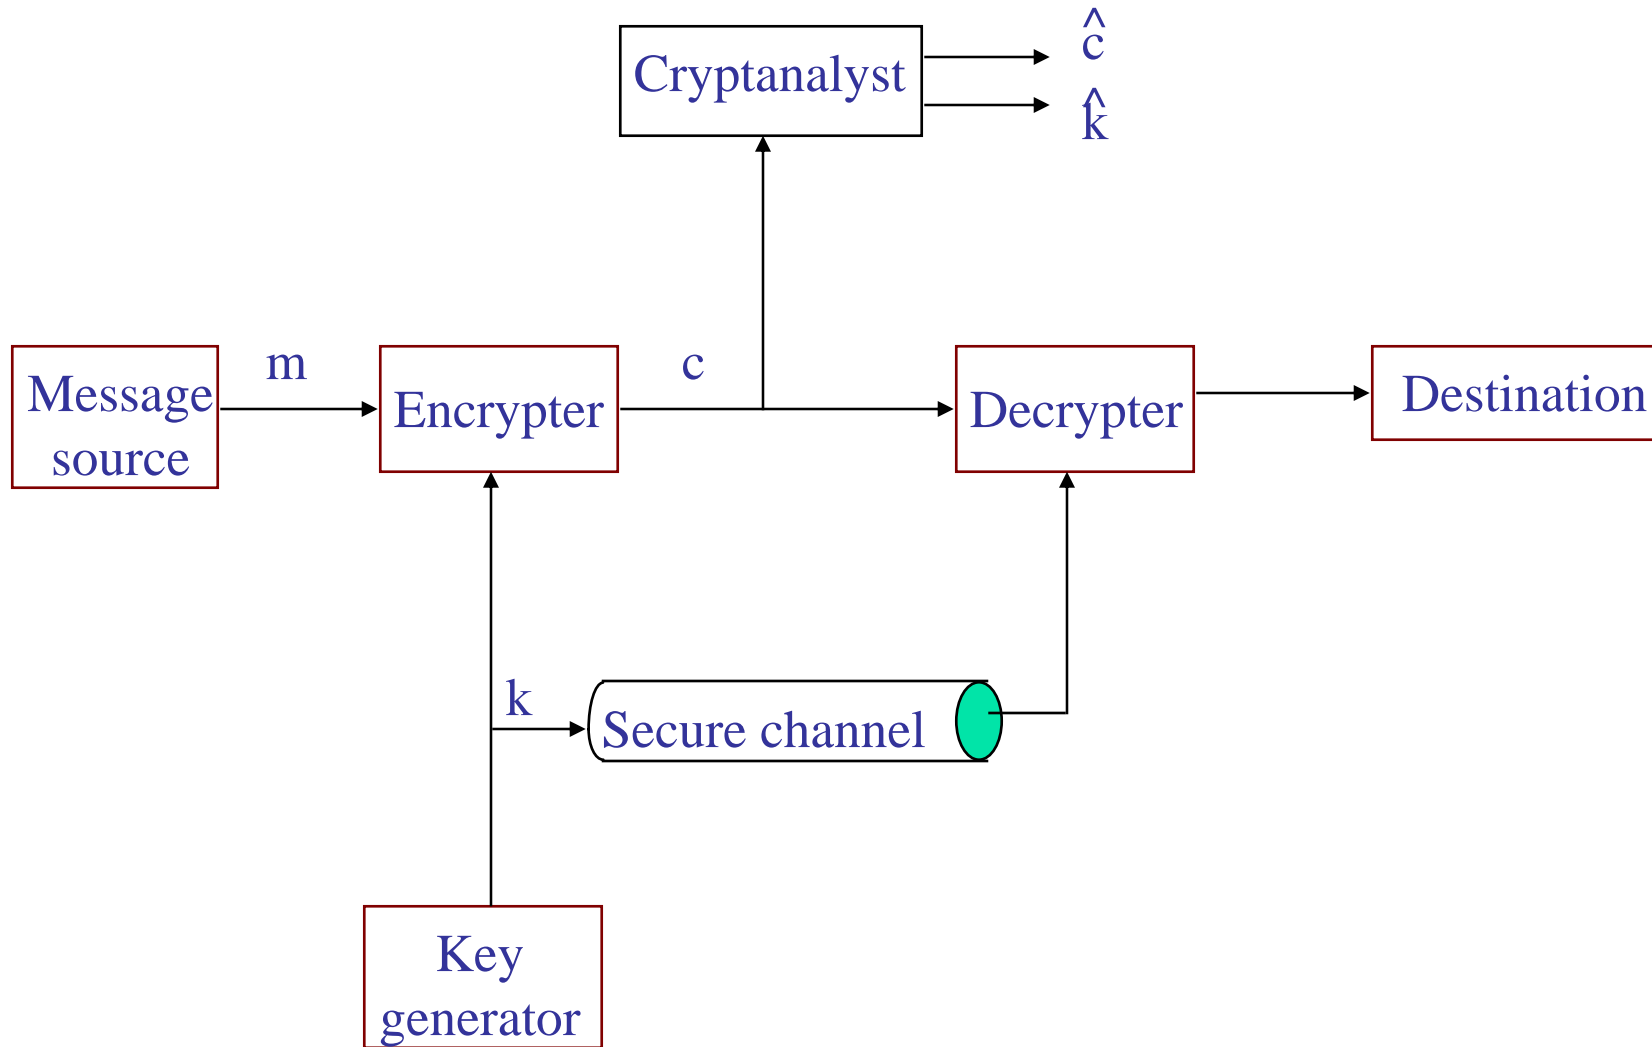 ^
c
Cryptanalyst
^
k
m
c
Message
source
Encrypter
Decrypter
Destination
k
Secure channel
Key
generator